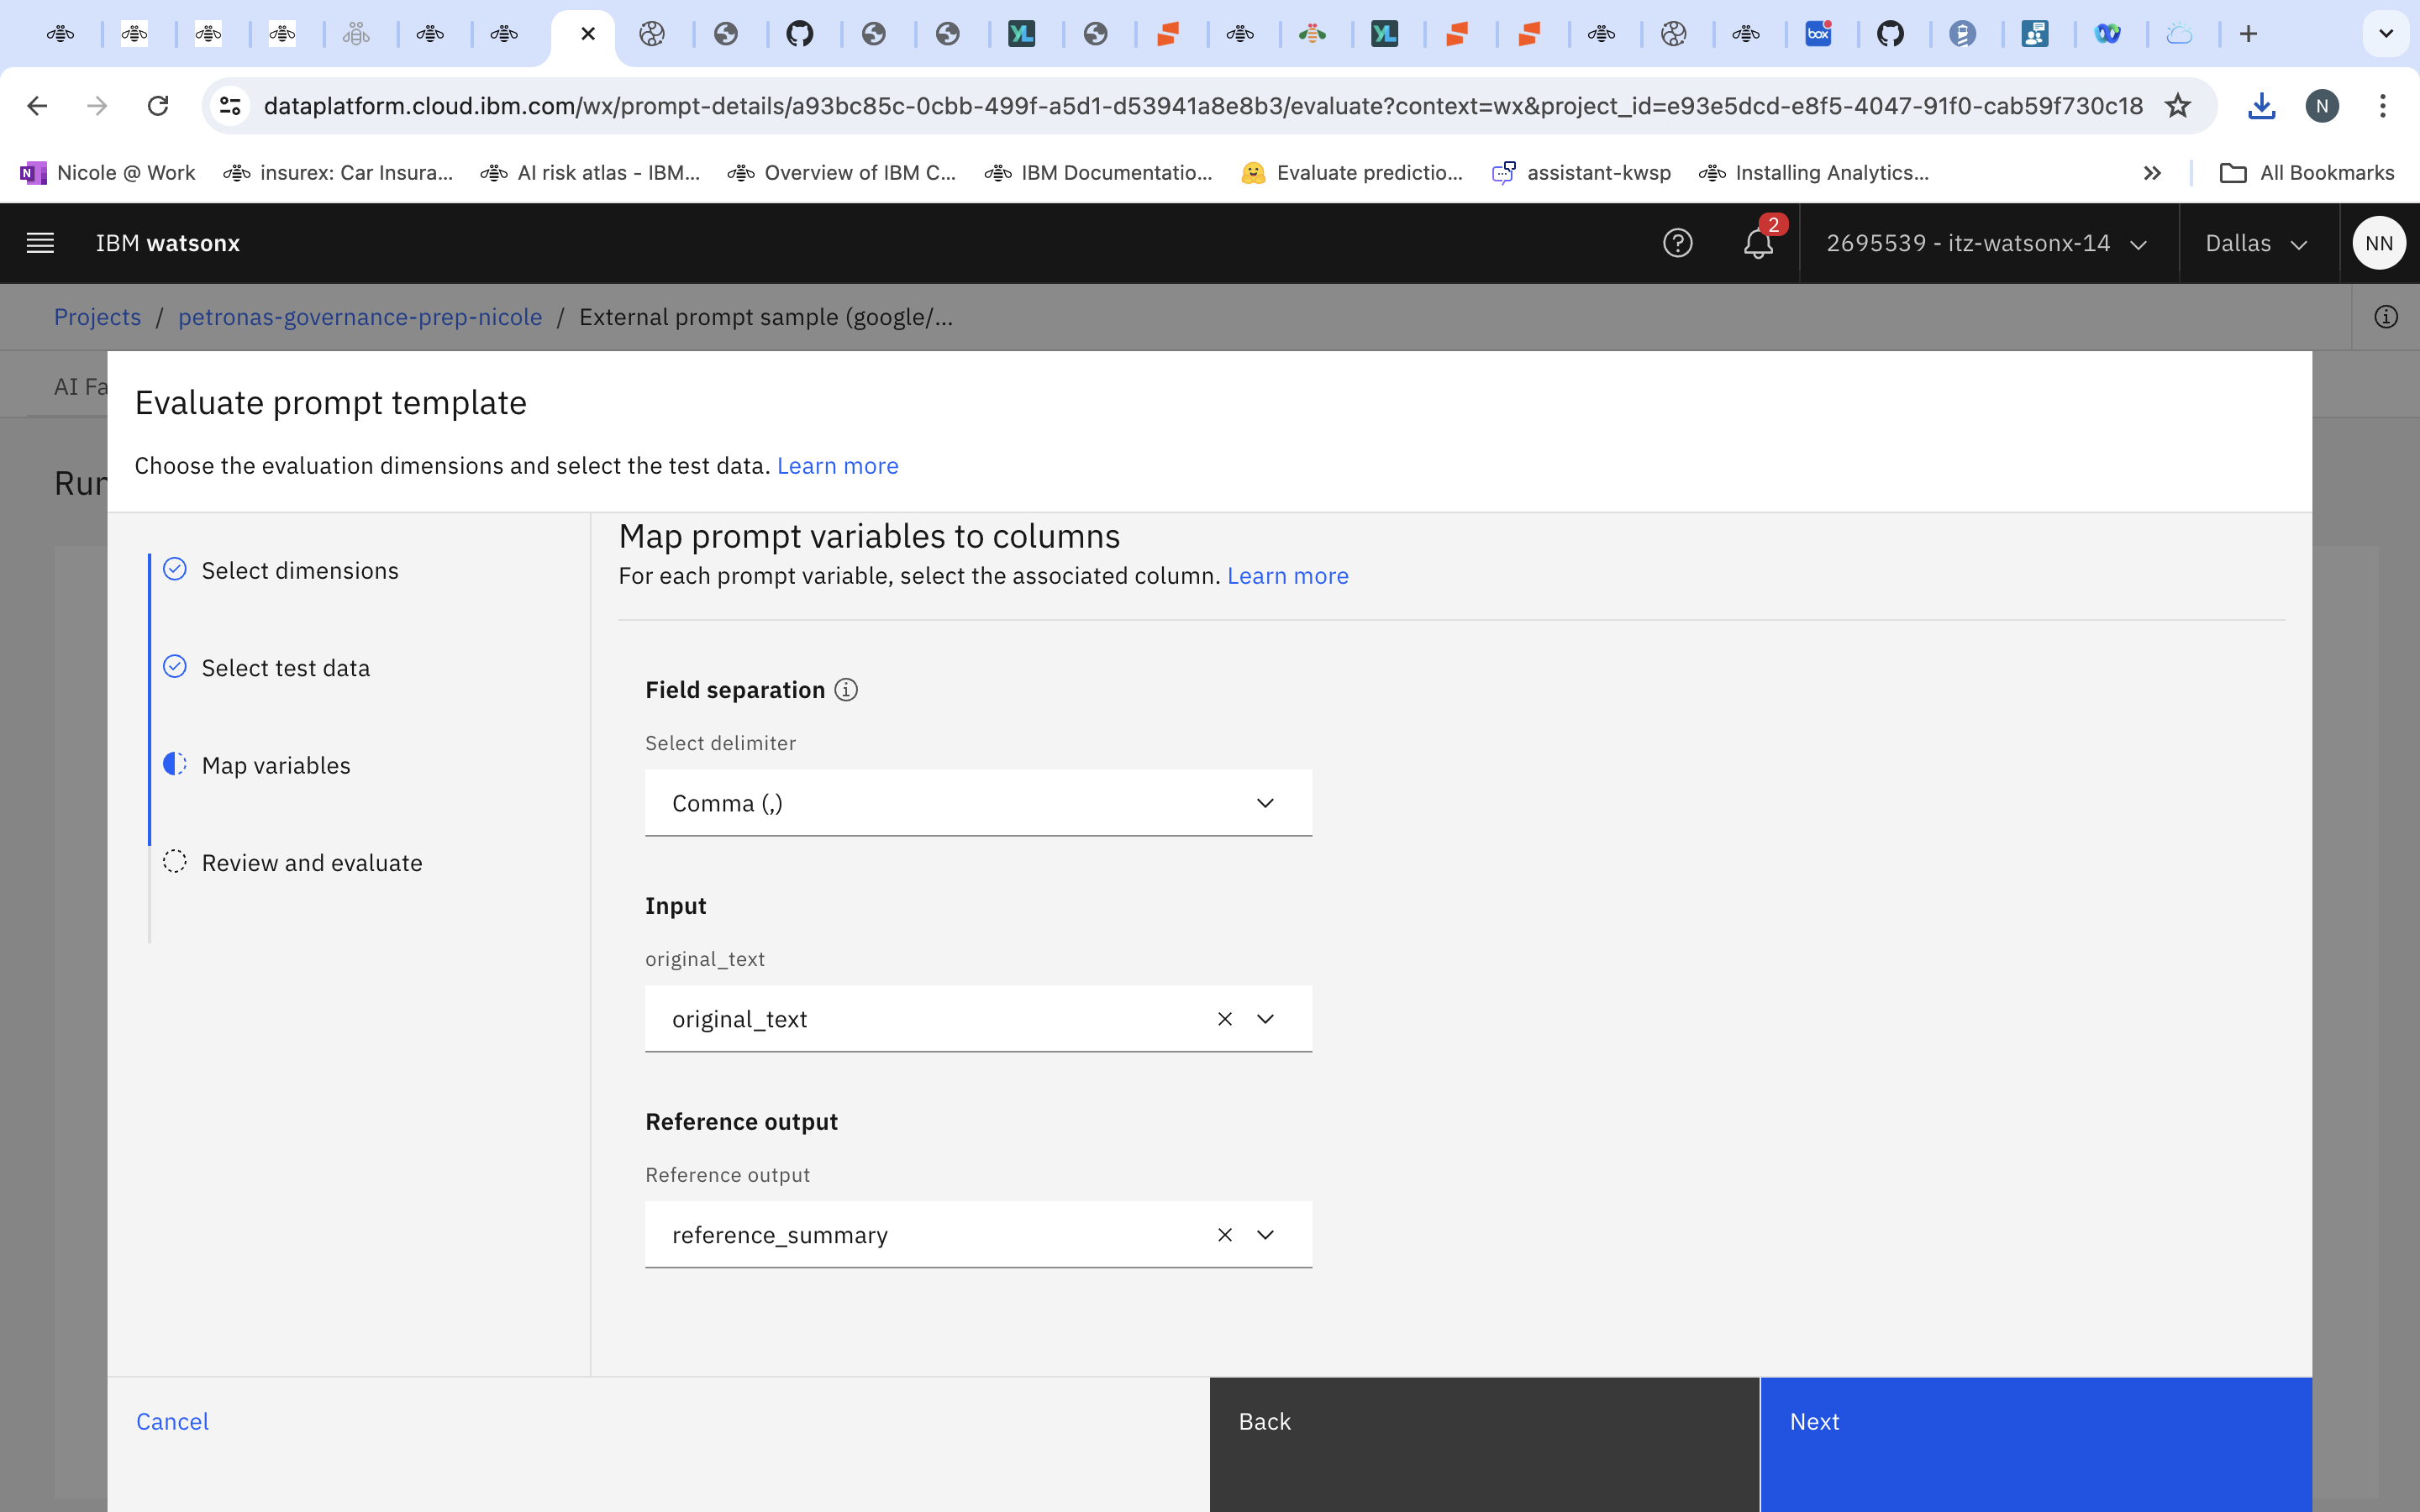 dataplatform.cloud.ibm.com/wx/prompt-details/a93bc85c-0cbb-499f-a5d1-d53941a8e8b3/evaluate?context=wx&project_id=e93e5dcd-e8f5-4047-91f0-cab59f730c18
N
Nicole @ Work
insurex: Car Insura...
AI risk atlas - IBM...
Overview of IBM C...
IBM Documentatio...
Evaluate predictio...
assistant-kwsp
Installing Analytics...
All Bookmarks
IBM watsonx
2
2695539 - itz-watsonx-14
Dallas
NN
Projects / petronas-governance-prep-nicole / External prompt sample (google/...
AI Fa
Run
Evaluate prompt template
Choose the evaluation dimensions and select the test data. Learn more
Select dimensions
Select test data
Map variables
Review and evaluate
Map prompt variables to columns
For each prompt variable, select the associated column. Learn more
Field separation
Select delimiter
Comma (,)
Input
original_text
original_text
Reference output
Reference output
reference_summary
Cancel
Back
Next